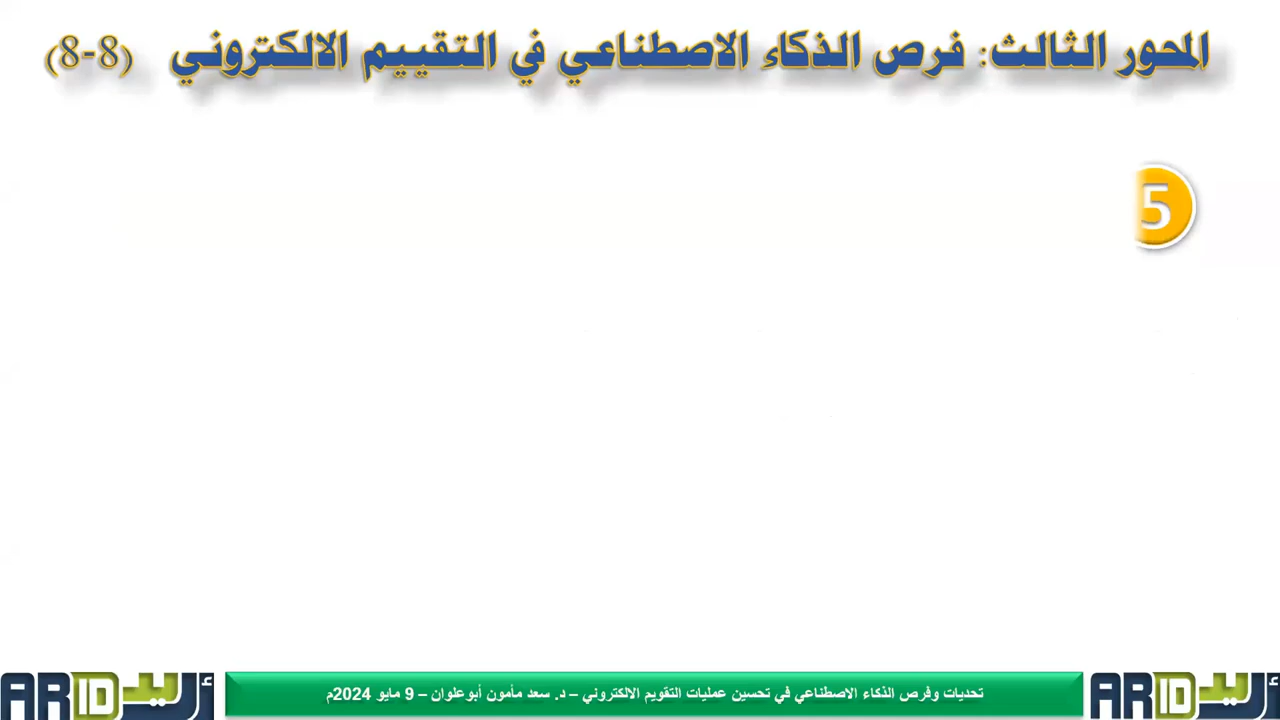 المحور الثالث: فرص الذكاء الاصطناعي في التقييم الالكتروني (8-8)
5
أريد ARID
تحديات وفرص الذكاء الاصطناعي في تحسين عمليات التقويم الالكتروني – د. سعد مأمون أبوعلوان – 9 مايو 2024م
أريد ARID